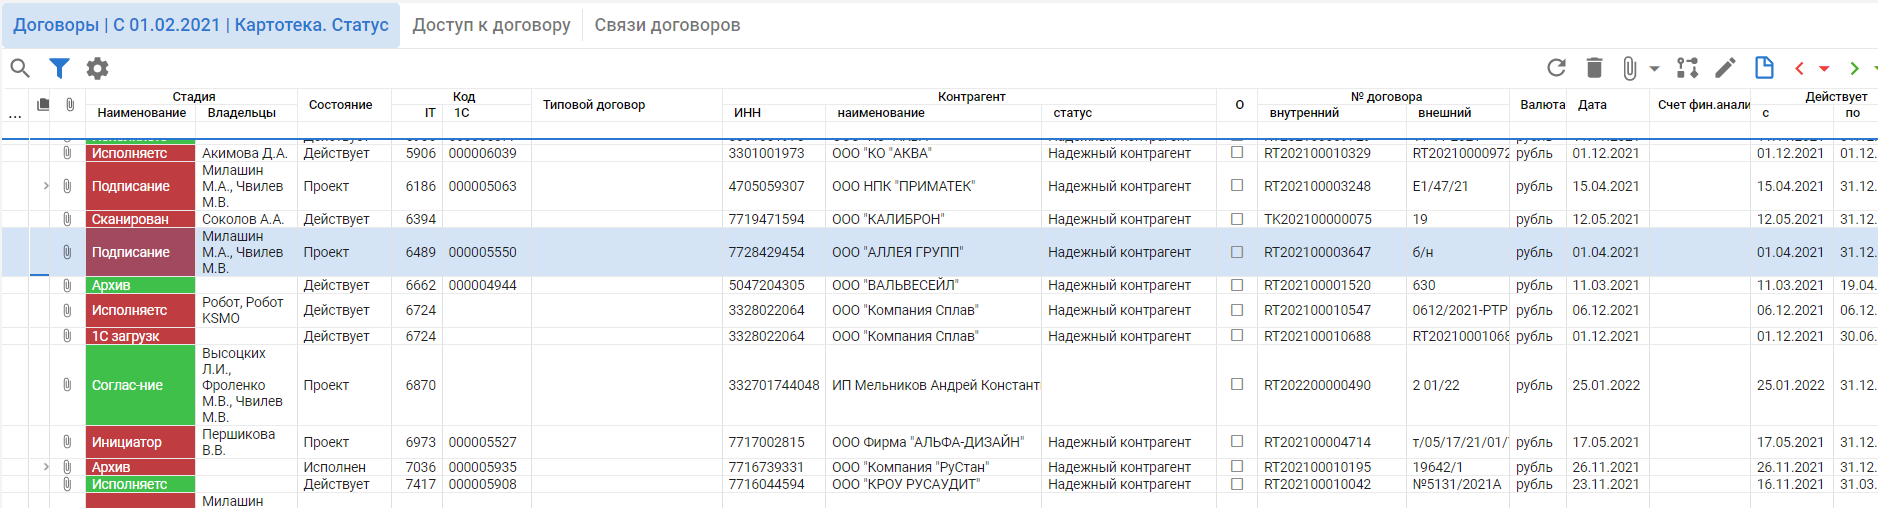 Договоры | С 01.02.2021 | Картотека. Статус Доступ к договору Связи договоров
Стадия Код Контрагент № договора Действует
... Наименование Владельцы Состояние IT 1C Типовой договор ИНН наименование статус О внутренний внешний Валюта Дата Счет фин.анали с по
Исполняетс Акимова Д.А. Действует 5906 000006039 3301001973 ООО "КО "АКВА" Надежный контрагент RT202100010329 RT20210000972 рубль 01.12.2021 01.12.2021 01.12.
Милашин
Подписание М.А., Чвилев Проект 6186 000005063 4705059307 ООО НПК "ПРИМАТЕК" Надежный контрагент RT202100003248 Е1/47/21 рубль 15.04.2021 15.04.2021 31.12.
М.В.
Сканирован Соколов А.А. Действует 6394 7719471594 ООО "КАЛИБРОН" Надежный контрагент TK202100000075 19 рубль 12.05.2021 12.05.2021 31.12.
Милашин
Подписание М.А., Чвилев Проект 6489 000005550 7728429454 ООО "АЛЛЕЯ ГРУПП" Надежный контрагент RT202100003647 б/н рубль 01.04.2021 01.04.2021 31.12.
М.В.
Архив Действует 6662 000004944 5047204305 ООО "ВАЛЬВЕСЕЙЛ" Надежный контрагент RT202100001520 630 рубль 11.03.2021 11.03.2021 19.04.
Робот, Робот
Исполняетс Действует 6724 3328022064 ООО "Компания Сплав" Надежный контрагент RT202100010547 0612/2021-РТР рубль 06.12.2021 06.12.2021 06.12.
KSMO
1С загрузк Действует 6724 3328022064 ООО "Компания Сплав" Надежный контрагент RT202100010688 RT20210001068 рубль 01.12.2021 01.12.2021 30.06.
Высоцких
Л.И.,
Соглас-ние Фроленко Проект 6870 332701744048 ИП Мельников Андрей Констант RT202200000490 2 01/22 рубль 25.01.2022 25.01.2022 31.12.
М.В., Чвилев
М.В.
Першикова
Инициатор Проект 6973 000005527 7717002815 ООО Фирма "АЛЬФА-ДИЗАЙН" Надежный контрагент RT202100004714 т/05/17/21/01/ рубль 17.05.2021 17.05.2021 31.12.
В.В.
Архив Исполнен 7036 000005935 7716739331 ООО "Компания "РуСтан" Надежный контрагент RT202100010195 19642/1 рубль 26.11.2021 26.11.2021 31.12.
Исполняетс Действует 7417 000005908 7716044594 ООО "КРОУ РУСАУДИТ" Надежный контрагент RT202100010042 №5131/2021А рубль 23.11.2021 16.11.2021 31.03.
Милашин